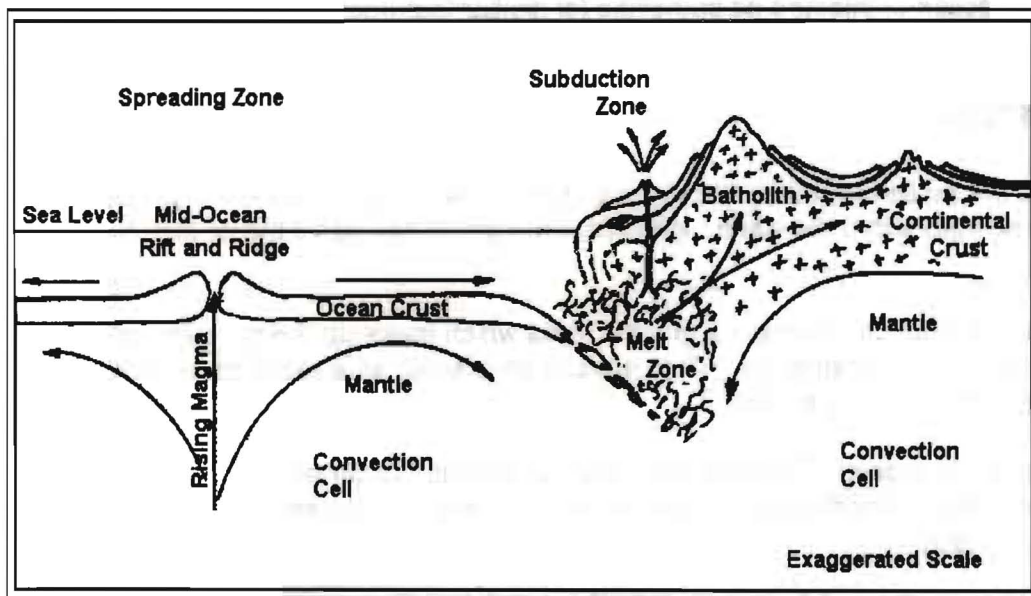 Spreading Zone
Subduction
Zone
Sea Level
Mid-Ocean
Rift and Ridge
Batholith
Continental
Crust
Ocean Crust
Rising Magma
Mantle
Melt
Zone
Mantle
Convection
Cell
Convection
Cell
Exaggerated Scale